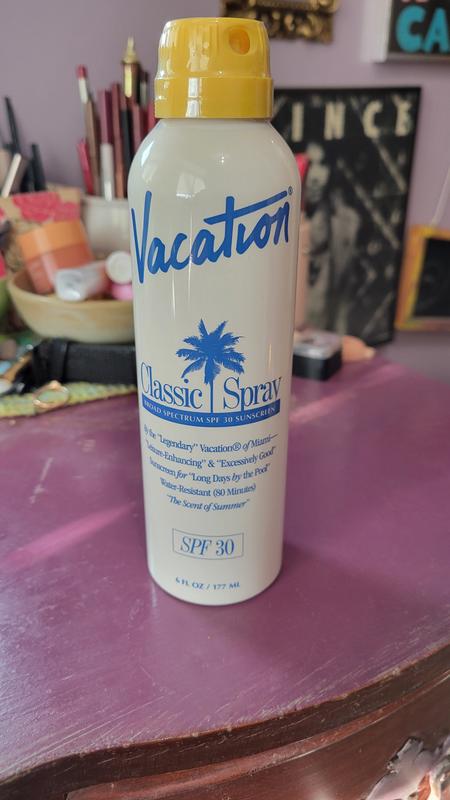 CA
INCE
Vacation®
Classic Spray
BROAD SPECTRUM SPF 30 SUNSCREEN
By the "Legendary" Vacation® of Miami—
"Leisure-Enhancing" & "Excessively Good"
Sunscreen for "Long Days by the Pool"
Water-Resistant (80 Minutes)
"The Scent of Summer"
SPF 30
6 FL OZ / 177 ML